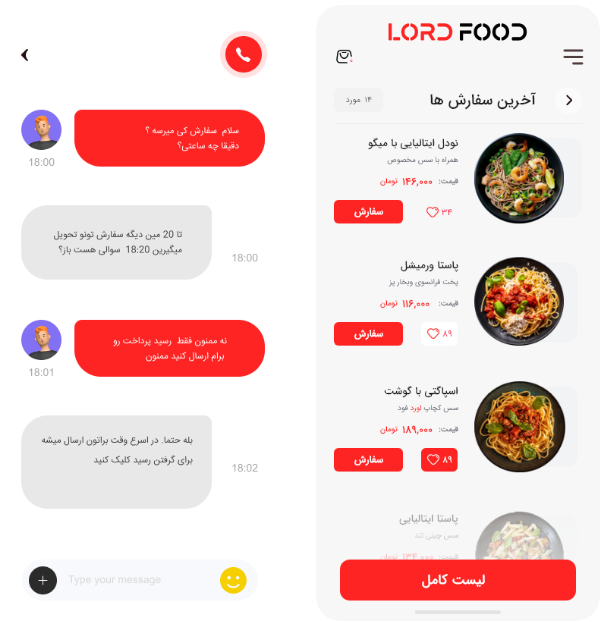 سلام سفارش کی میرسه ؟
دقیقا چه ساعتی؟
18:00
تا 20 مین دیگه سفارش تونو تحویل
میگیرین 18:20 سوالی هست باز؟
18:00
نه ممنون فقط رسید پرداخت رو
برام ارسال کنید ممنون
18:01
بله حتما. در اسرع وقت براتون ارسال میشه
برای گرفتن رسید کلیک کنید
18:02
Type your message
LORD FOOD
آخرین سفارش ها
۱۴ مورد
نودل ایتالیایی با میگو
همراه با سس مخصوص
قیمت: ۱۴۶,۰۰۰ تومان
۳۴
سفارش
پاستا ورمیشل
پخت فرانسوی وبخار پز
قیمت: ۱۱۶,۰۰۰ تومان
۸۹
سفارش
اسپاگتی با گوشت
سس کچاپ لورد فود
قیمت: ۱۸۹,۰۰۰ تومان
۸۹
سفارش
پاستا ایتالیایی
سس چینی تند
قیمت: ۱۳۴,۰۰۰ تومان
لیست کامل